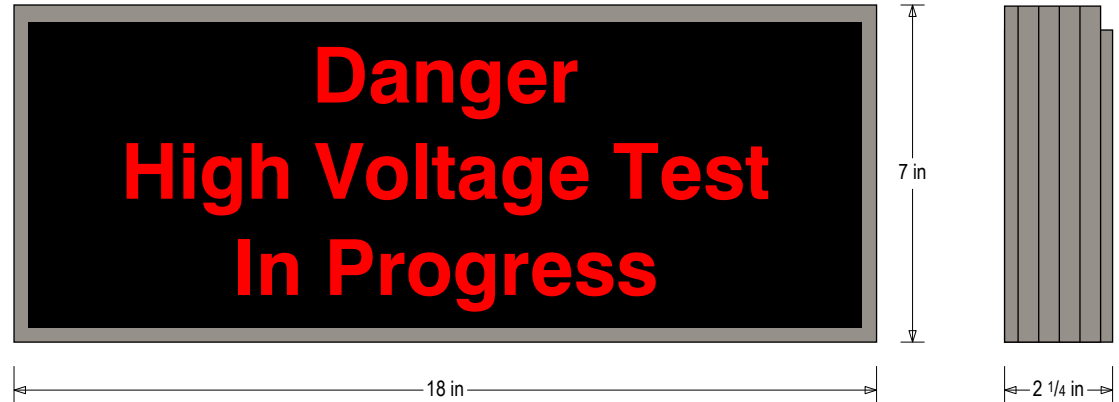 Danger
High Voltage Test
In Progress
7 in
18 in
2 1/4 in